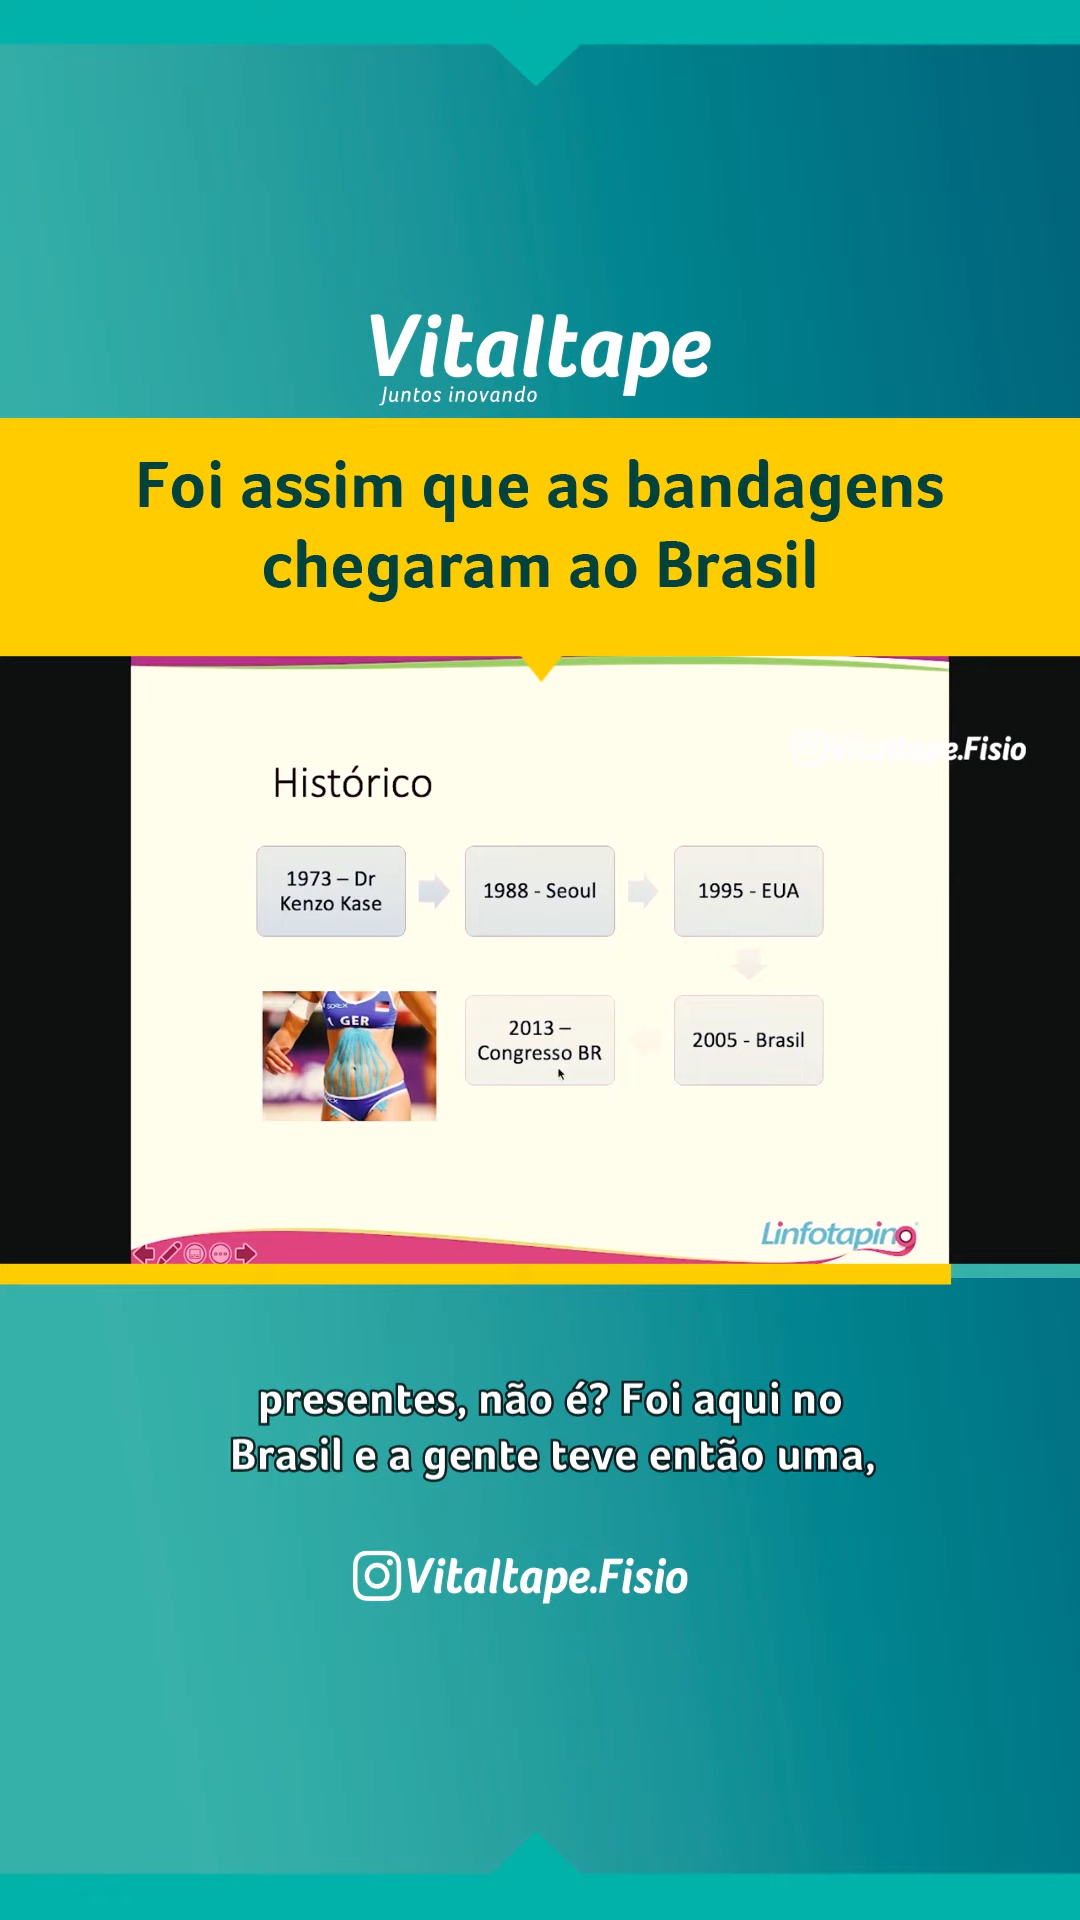 Vitaltape
Juntos inovando
Foi assim que as bandagens
chegaram ao Brasil
e.Fisio
Histórico
1973 – Dr
Kenzo Kase
1988 - Seoul
1995 - EUA
GER
2013 –
Congresso BR
2005 - Brasil
Linfotaping
presentes, não é? Foi aqui no
Brasil e a gente teve então uma,
Vitaltape.Fisio